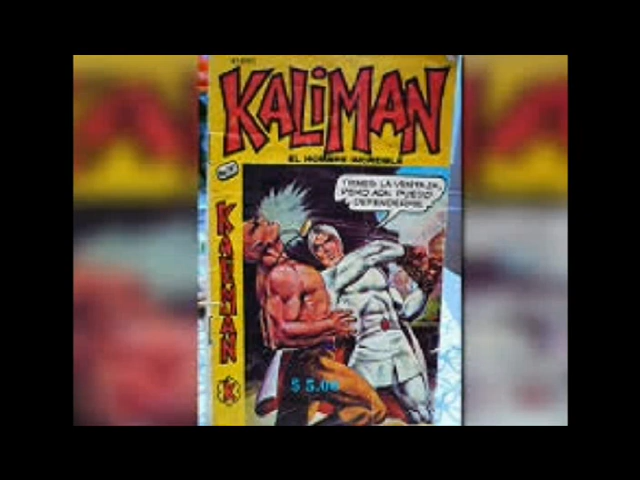 KALiMAN
EL HOMBRE INCREIBLE
TIENES LA VENTAJA,
PERO AÚN PUEDO
DEFENDERME
KALIMAN
$ 5.00
K